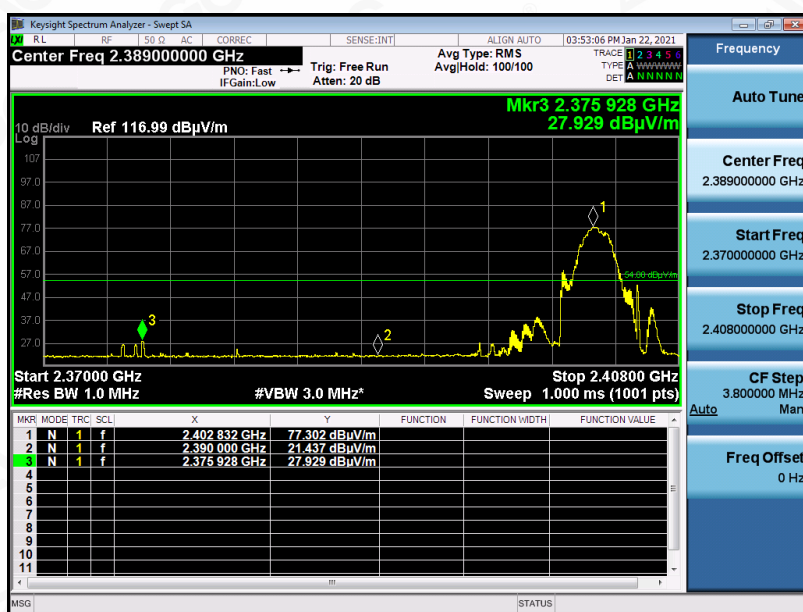 Keysight Spectrum Analyzer - Swept SA
LXI RL RF 50 Ω AC CORREC SENSE:INT ALIGN AUTO 03:53:06 PM Jan 22, 2021
Center Freq 2.389000000 GHz
PNO: Fast
IFGain:Low
Trig: Free Run
Atten: 20 dB
Avg Type: RMS
Avg|Hold: 100/100
TRACE 1 2 3 4 5 6
TYPE A WWWWW
DET A N N N N N
Mkr3 2.375 928 GHz
27.929 dBµV/m
10 dB/div Ref 116.99 dBµV/m
Log
107
97.0
87.0
77.0
67.0
57.0
47.0
37.0
27.0
54.00 dBµV/m
1
2
3
Start 2.37000 GHz Stop 2.40800 GHz
#Res BW 1.0 MHz #VBW 3.0 MHz* Sweep 1.000 ms (1001 pts)
MKR MODE TRC SCL X Y FUNCTION FUNCTION WIDTH FUNCTION VALUE
1 N 1 f 2.402 832 GHz 77.302 dBµV/m
2 N 1 f 2.390 000 GHz 21.437 dBµV/m
3 N 1 f 2.375 928 GHz 27.929 dBµV/m
4
5
6
7
8
9
10
11
MSG STATUS
Frequency
Auto Tune
Center Freq
2.389000000 GHz
Start Freq
2.370000000 GHz
Stop Freq
2.408000000 GHz
CF Step
3.800000 MHz
Auto Man
Freq Offset
0 Hz